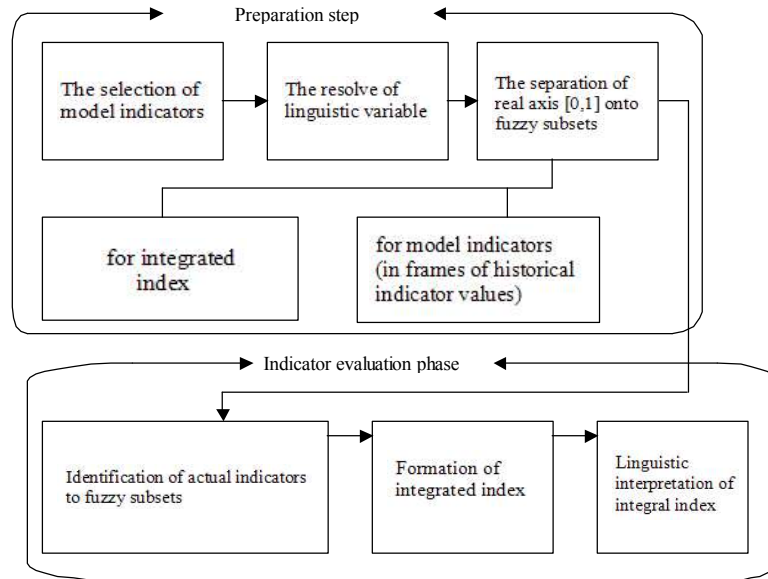 Preparation step
The selection of
model indicators
The resolve of
linguistic variable
The separation of
real axis [0,1] onto
fuzzy subsets
for integrated
index
for model indicators
(in frames of historical
indicator values)
Indicator evaluation phase
Identification of actual indicators
to fuzzy subsets
Formation of
integrated index
Linguistic
interpretation of
integral index